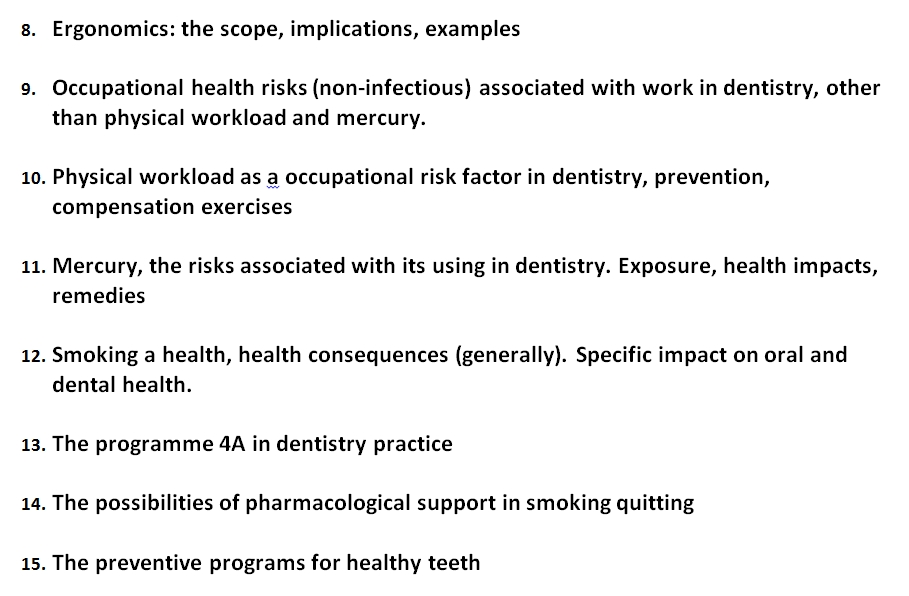 8. Ergonomics: the scope, implications, examples
9. Occupational health risks (non-infectious) associated with work in dentistry, other
than physical workload and mercury.
10. Physical workload as a occupational risk factor in dentistry, prevention,
compensation exercises
11. Mercury, the risks associated with its using in dentistry. Exposure, health impacts,
remedies
12. Smoking a health, health consequences (generally). Specific impact on oral and
dental health.
13. The programme 4A in dentistry practice
14. The possibilities of pharmacological support in smoking quitting
15. The preventive programs for healthy teeth